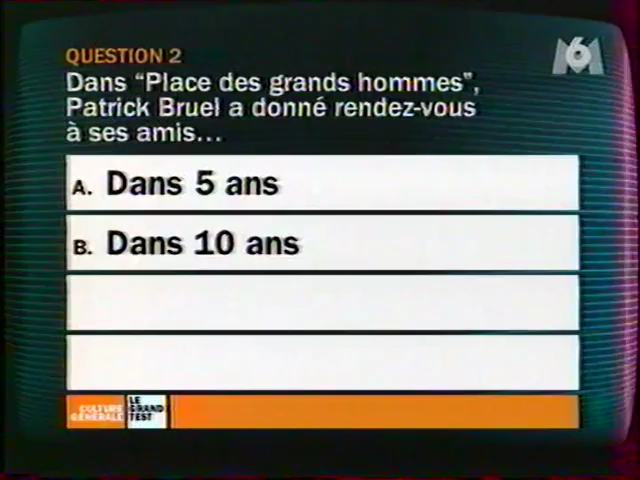 QUESTION 2
M6
Dans “Place des grands hommes”,
Patrick Bruel a donné rendez-vous
à ses amis...
A. Dans 5 ans
B. Dans 10 ans
CULTURE
GÉNÉRALE
LE
GRAND
TEST